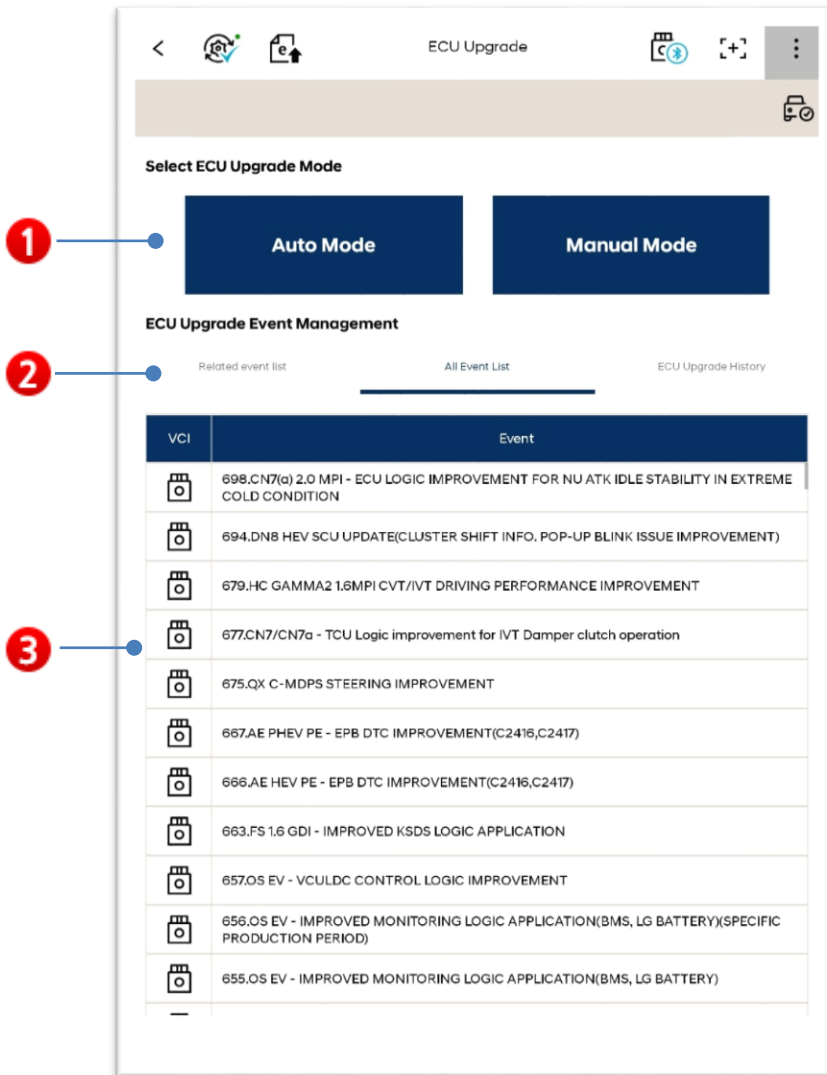 ECU Upgrade
Select ECU Upgrade Mode
1
Auto Mode
Manual Mode
ECU Upgrade Event Management
2
Related event list
All Event List
ECU Upgrade History
VCI
Event
698.CN7(a) 2.0 MPI - ECU LOGIC IMPROVEMENT FOR NU ATK IDLE STABILITY IN EXTREME
COLD CONDITION
694.DN8 HEV SCU UPDATE(CLUSTER SHIFT INFO. POP-UP BLINK ISSUE IMPROVEMENT)
679.HC GAMMA2 1.6MPI CVT/IVT DRIVING PERFORMANCE IMPROVEMENT
3
677.CN7/CN7a - TCU Logic improvement for IVT Damper clutch operation
675.QX C-MDPS STEERING IMPROVEMENT
667.AE PHEV PE - EPB DTC IMPROVEMENT(C2416,C2417)
666.AE HEV PE - EPB DTC IMPROVEMENT(C2416,C2417)
663.FS 1.6 GDI - IMPROVED KSDS LOGIC APPLICATION
657.OS EV - VCULDC CONTROL LOGIC IMPROVEMENT
656.OS EV - IMPROVED MONITORING LOGIC APPLICATION(BMS, LG BATTERY)(SPECIFIC
PRODUCTION PERIOD)
655.OS EV - IMPROVED MONITORING LOGIC APPLICATION(BMS, LG BATTERY)